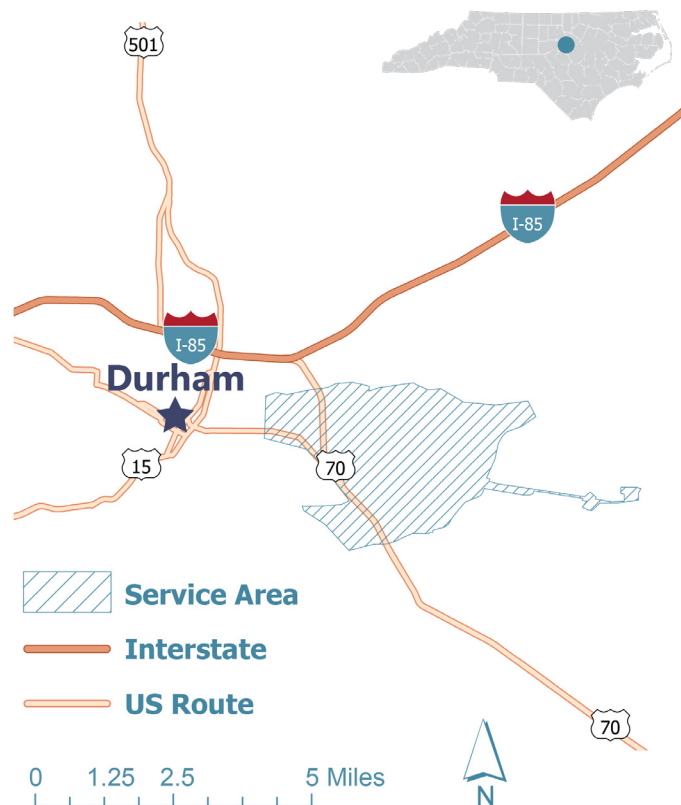 501
I-85
I-85
Durham
15
70
Service Area
Interstate
US Route
70
0 1.25 2.5 5 Miles
N